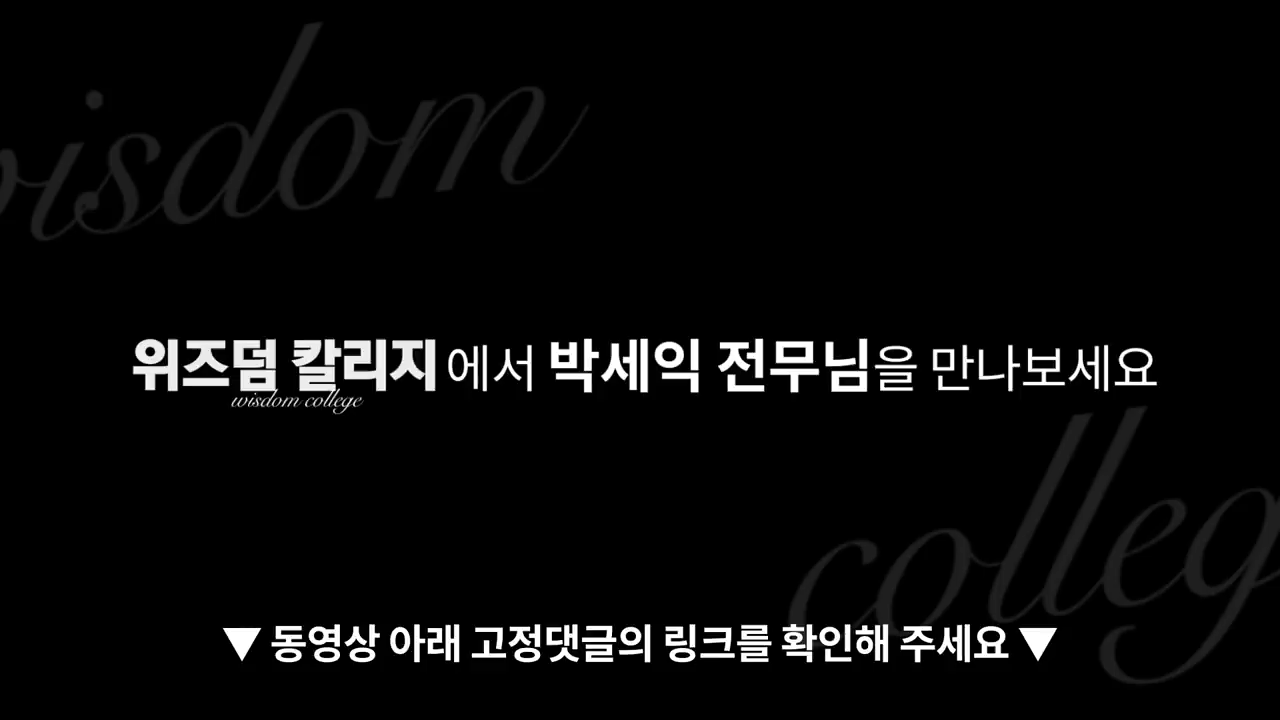 wisdom
위즈덤 칼리지에서 박세익 전무님을 만나보세요
wisdom college
colleg
▼ 동영상 아래 고정댓글의 링크를 확인해 주세요 ▼